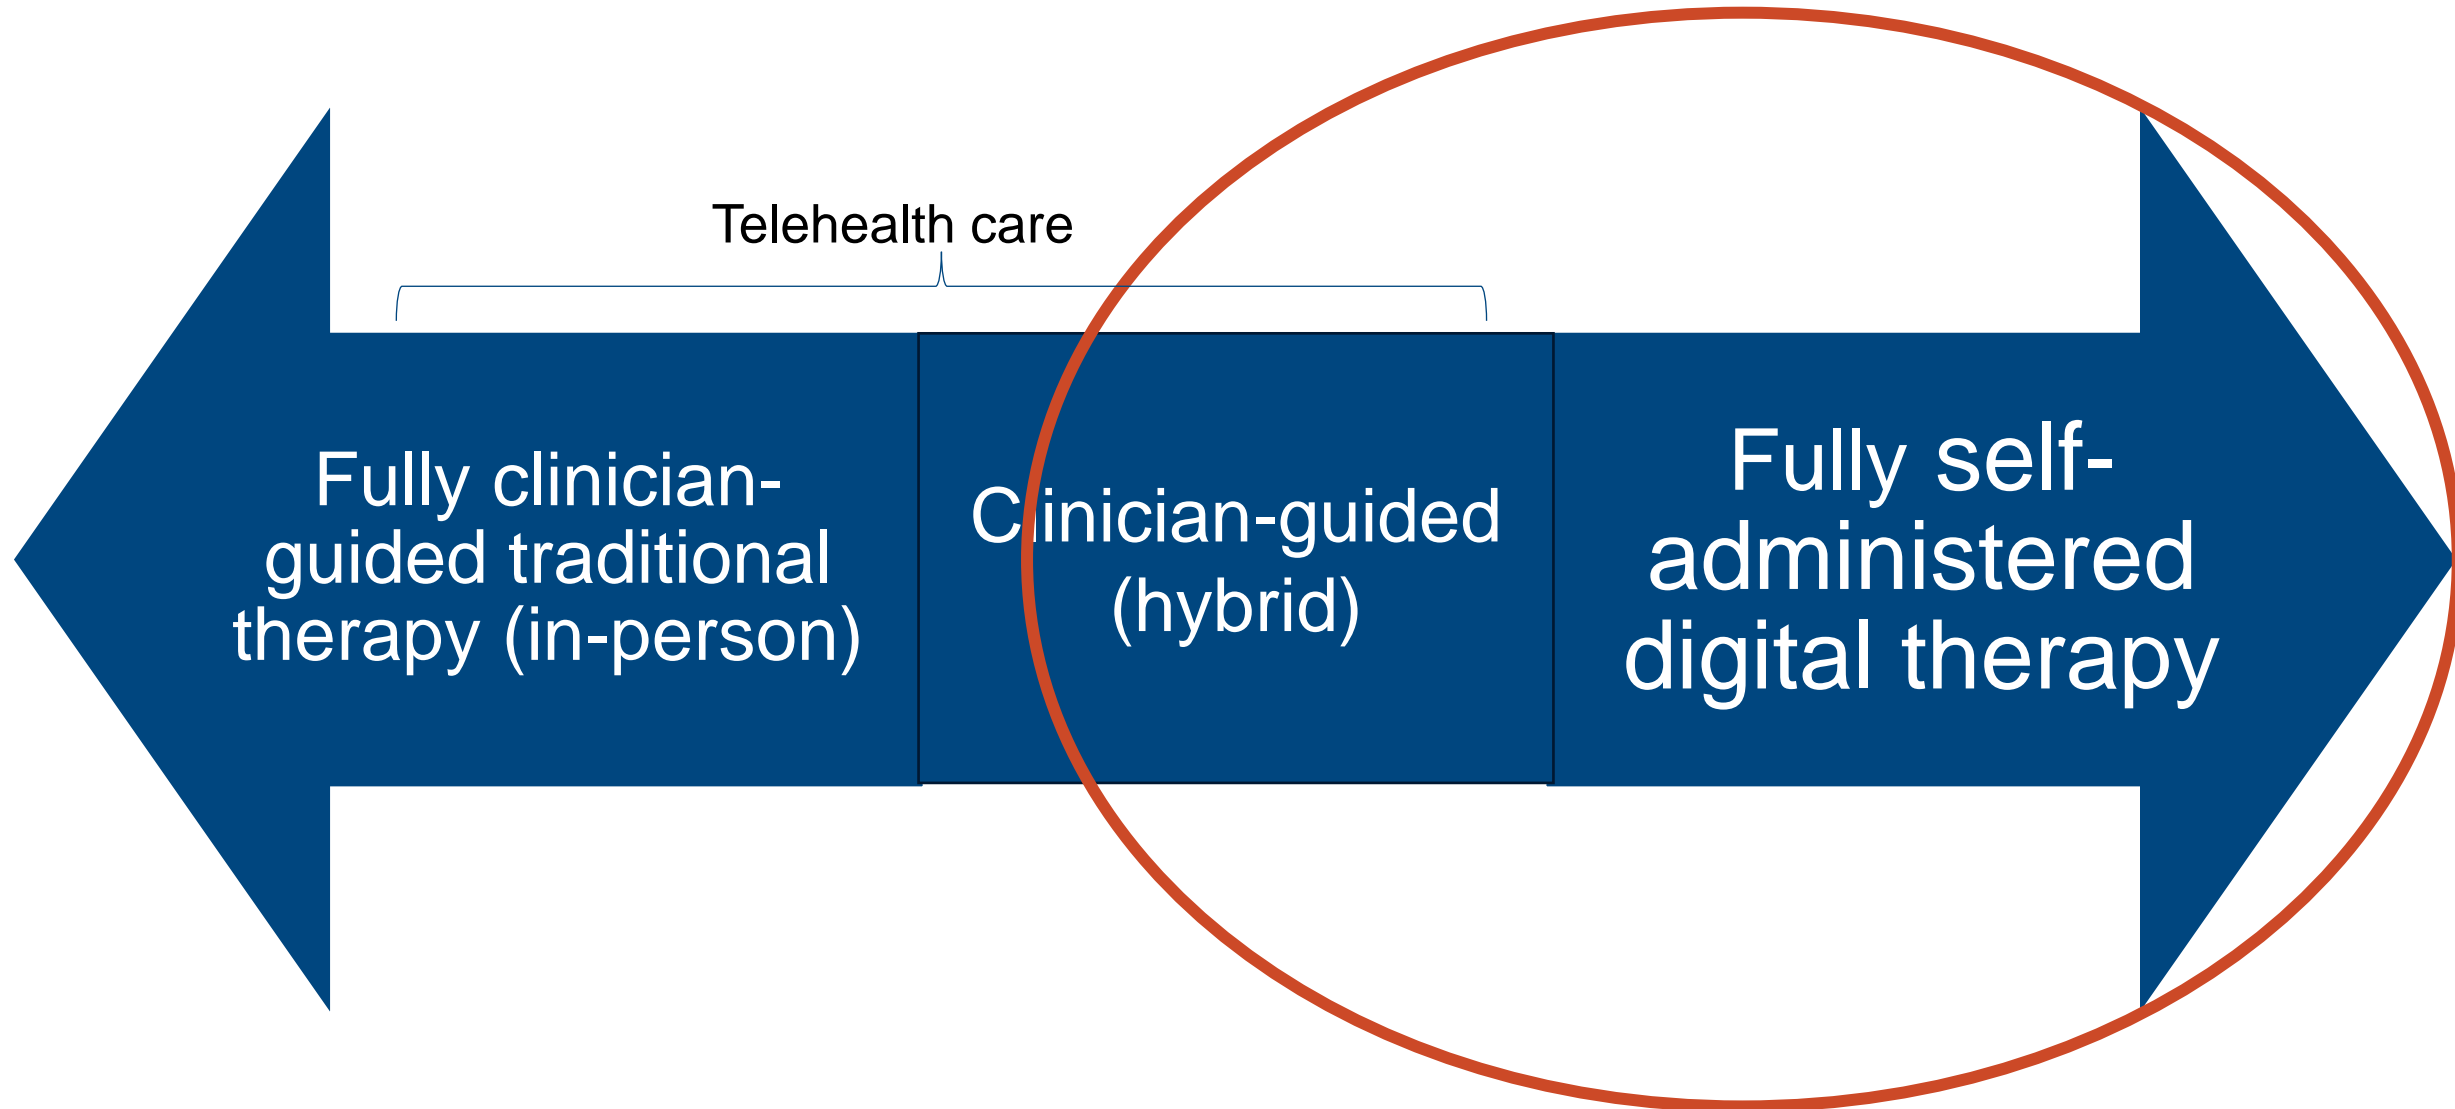 Telehealth care
Fully clinician-
guided traditional
therapy (in-person)
Clinician-guided
(hybrid)
Fully self-
administered
digital therapy